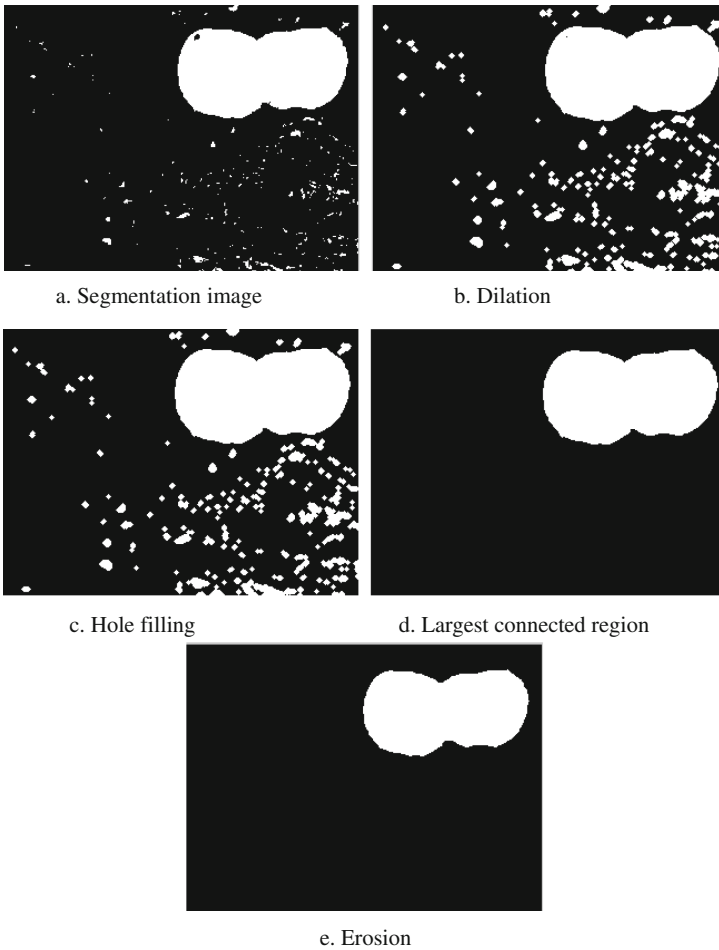 a. Segmentation image
b. Dilation
c. Hole filling
d. Largest connected region
e. Erosion